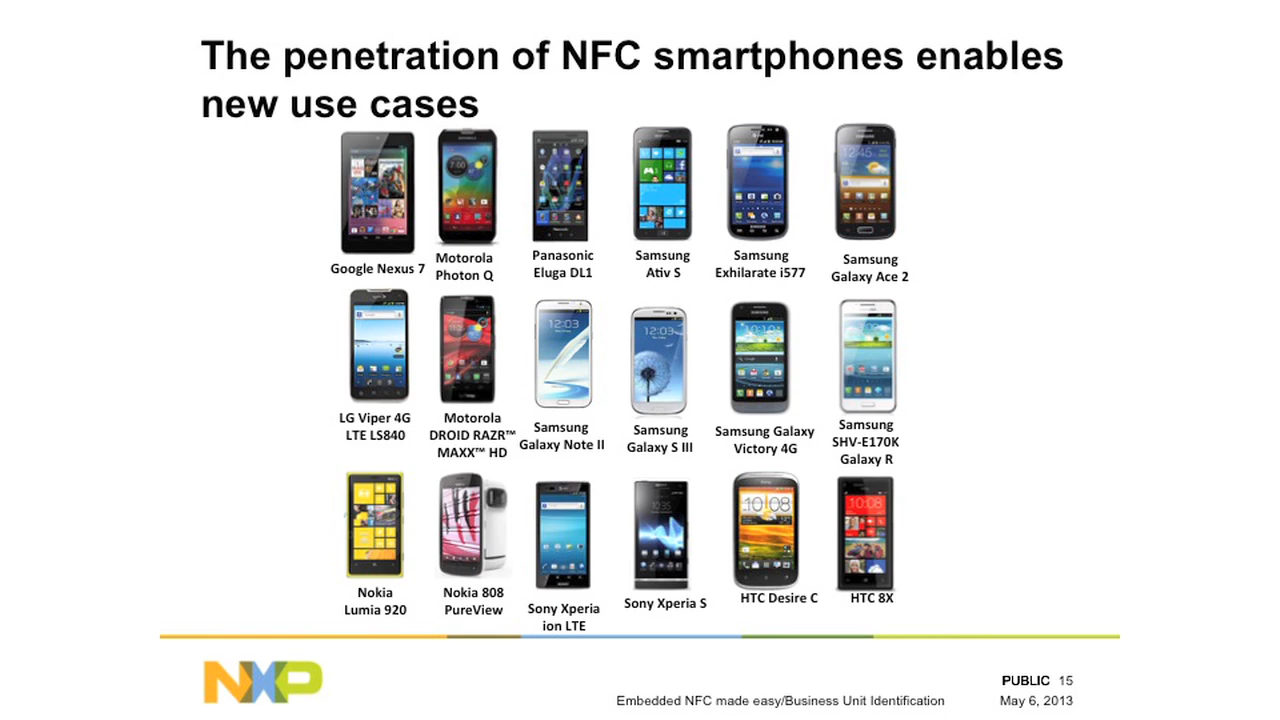 The penetration of NFC smartphones enables
new use cases
Google Nexus 7
Motorola
Photon Q
Panasonic
Eluga DL1
Samsung
Ativ S
Samsung
Exhilarate i577
Samsung
Galaxy Ace 2
LG Viper 4G
LTE LS840
Motorola
DROID RAZR™
MAXX™ HD
Samsung
Galaxy Note II
Samsung
Galaxy S III
Samsung Galaxy
Victory 4G
Samsung
SHV-E170K
Galaxy R
Nokia
Lumia 920
Nokia 808
PureView
Sony Xperia
ion LTE
Sony Xperia S
HTC Desire C
HTC 8X
NXP
PUBLIC 15
Embedded NFC made easy/Business Unit Identification
May 6, 2013